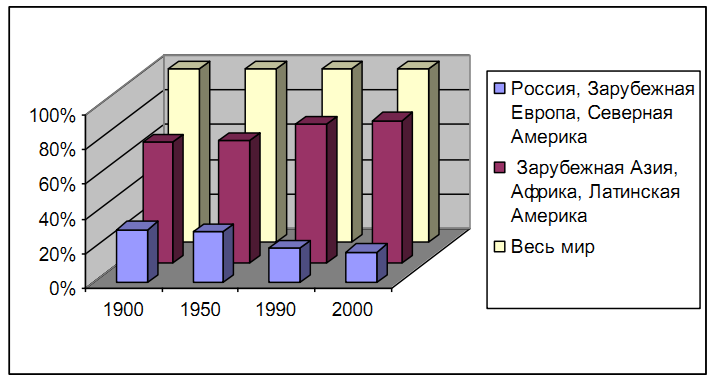 100%
80%
60%
40%
20%
0%
1900
1950
1990
2000
Россия, Зарубежная
Европа, Северная
Америка
Зарубежная Азия,
Африка, Латинская
Америка
Весь мир